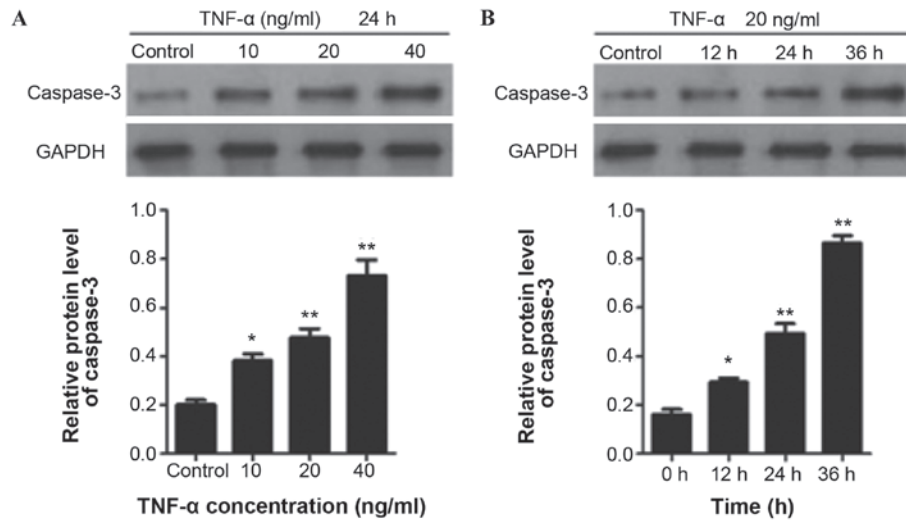 A
TNF-α (ng/ml) 24 h
Control 10 20 40
Caspase-3
GAPDH
1.0
0.8
0.6
0.4
0.2
0.0
Relative protein level
of caspase-3
*
**
**
Control 10 20 40
TNF-α concentration (ng/ml)
B
TNF-α 20 ng/ml
Control 12 h 24 h 36 h
Caspase-3
GAPDH
1.0
0.8
0.6
0.4
0.2
0.0
Relative protein level
of caspase-3
*
**
**
0 h 12 h 24 h 36 h
Time (h)